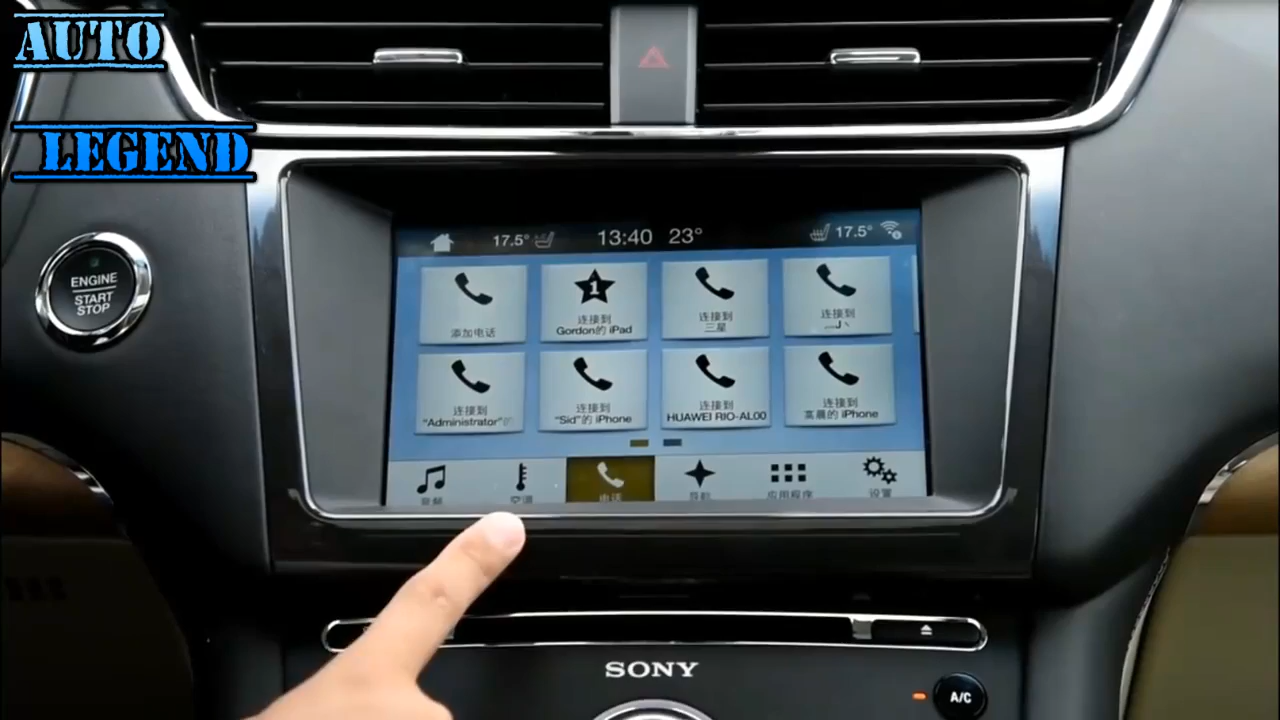 AUTO
LEGEND
ENGINE
START
STOP
17.5°
13:40
23°
17.5°
添加电话
1
连接到
Gordon的 iPad
连接到
三星
连接到
连接到
"Administrator"的
连接到
"Sid"的 iPhone
连接到
HUAWEI RIO-AL00
连接到
高晨的 iPhone
音频
空调
电话
导航
应用程序
设置
SONY
A/C